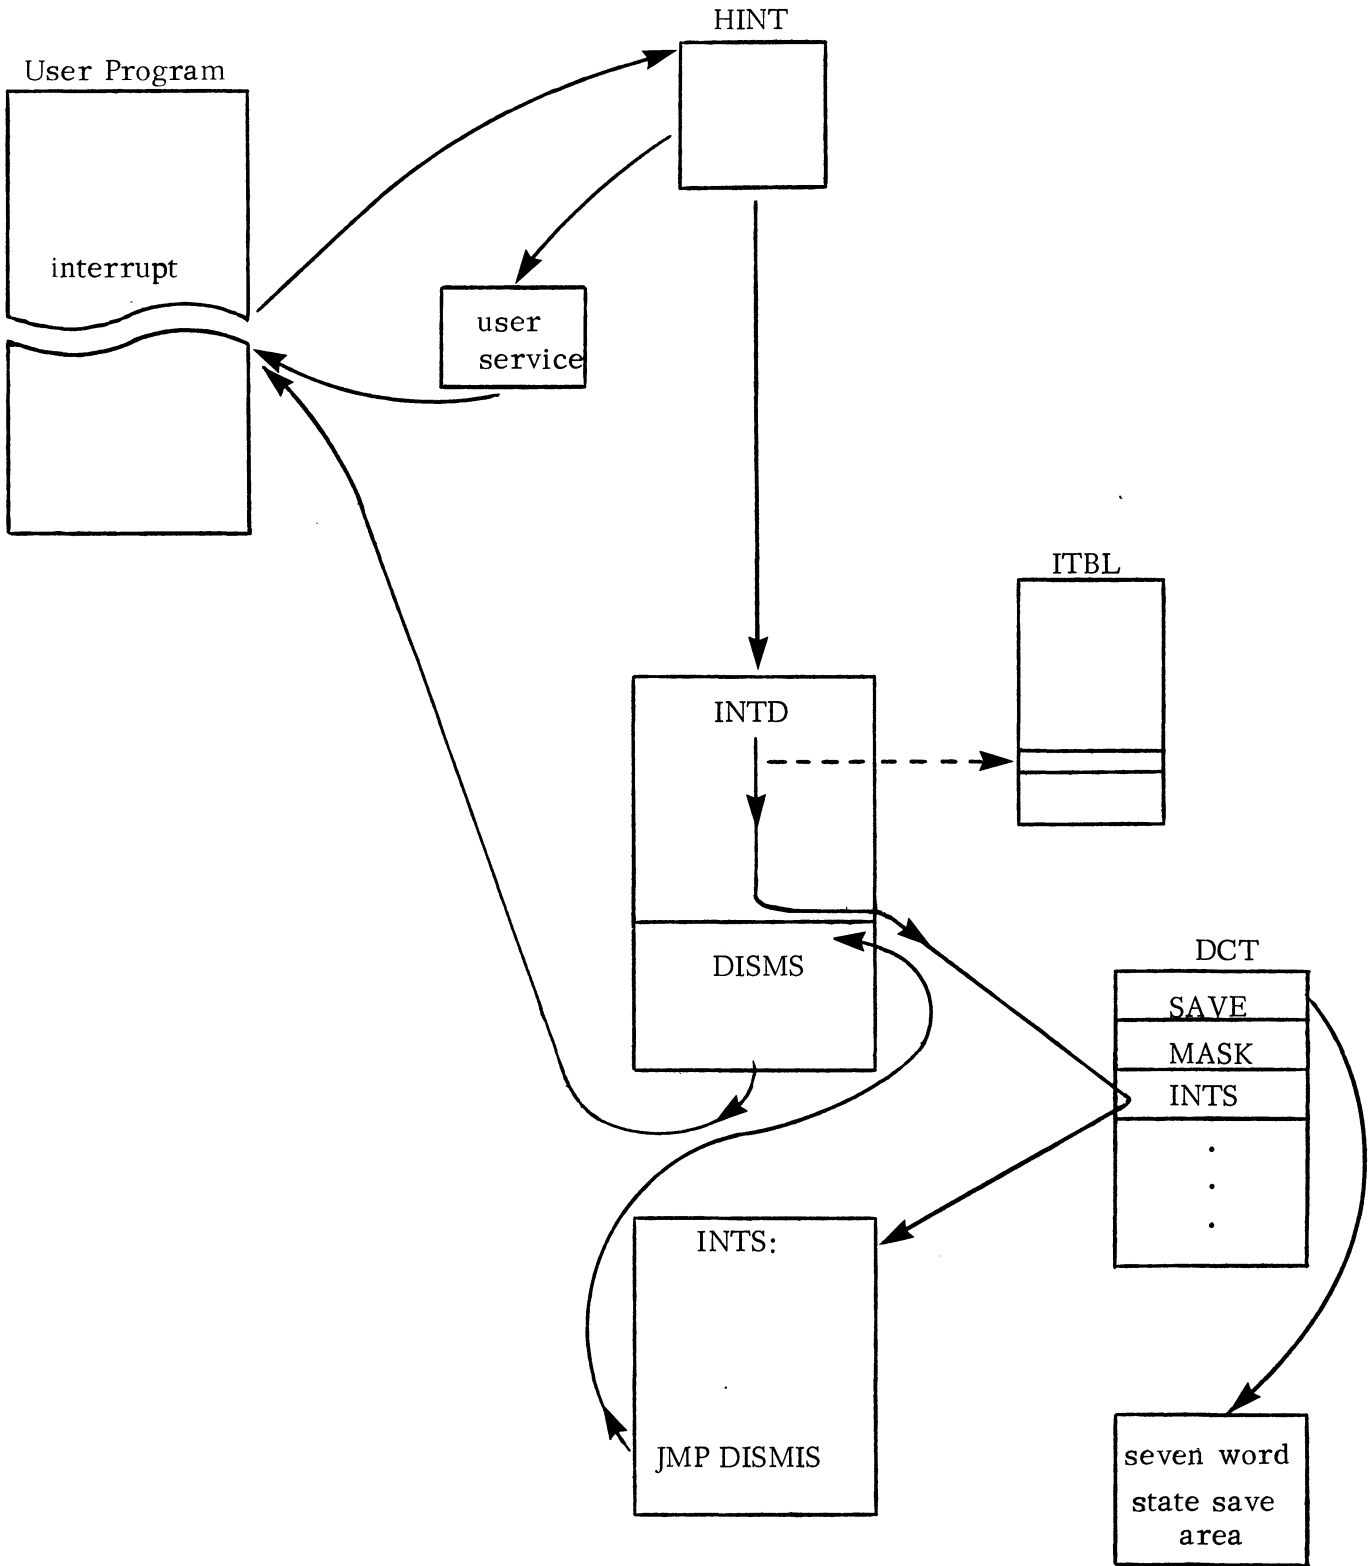 HINT
User Program
interrupt
user
service
ITBL
INTD
DISMS
DCT
SAVE
MASK
INTS
.
.
.
INTS:
JMP DISMIS
seven word
state save
area